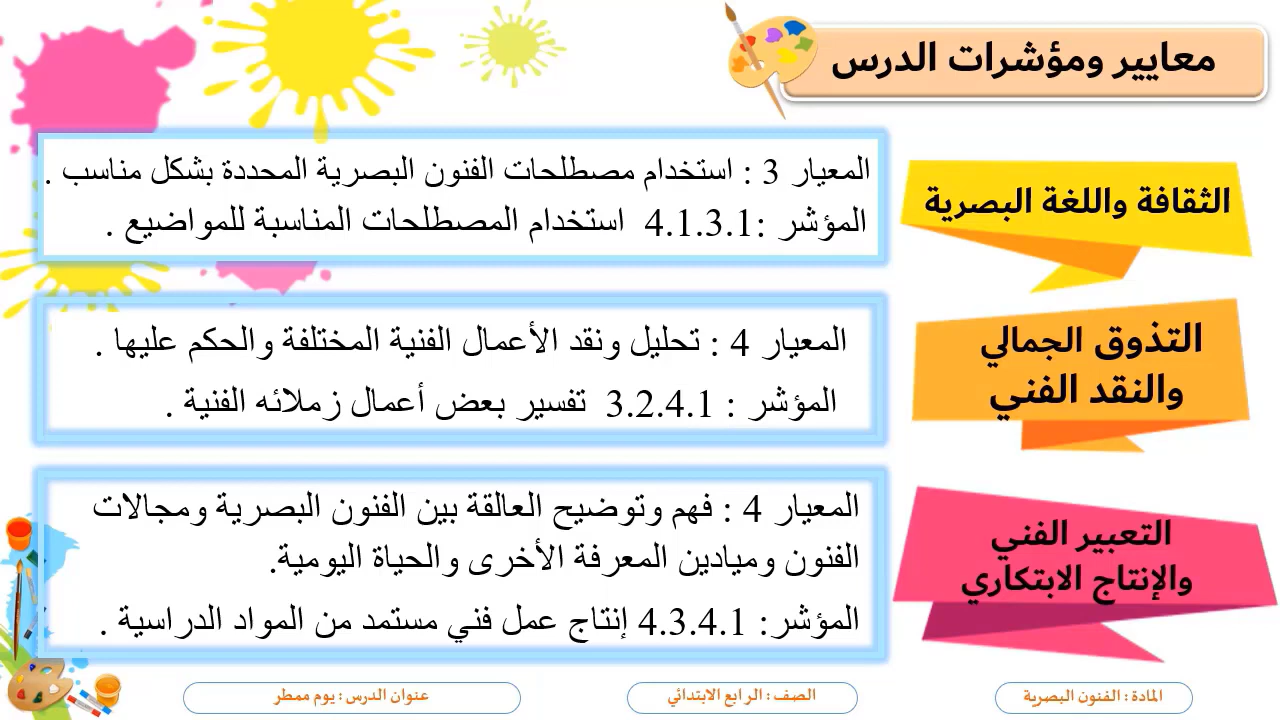 معايير ومؤشرات الدرس
الثقافة واللغة البصرية
المعيار 3 : استخدام مصطلحات الفنون البصرية المحددة بشكل مناسب .
المؤشر :4.1.3.1 استخدام المصطلحات المناسبة للمواضيع .
التذوق الجمالي
والنقد الفني
المعيار 4 : تحليل ونقد الأعمال الفنية المختلفة والحكم عليها .
المؤشر : 3.2.4.1 تفسير بعض أعمال زملائه الفنية .
التعبير الفني
والإنتاج الابتكاري
المعيار 4 : فهم وتوضيح العالقة بين الفنون البصرية ومجالات
الفنون وميادين المعرفة الأخرى والحياة اليومية.
المؤشر: 4.3.4.1 إنتاج عمل فني مستمد من المواد الدراسية .
المادة : الفنون البصرية
الصف : الرابع الابتدائي
عنوان الدرس : يوم ممطر